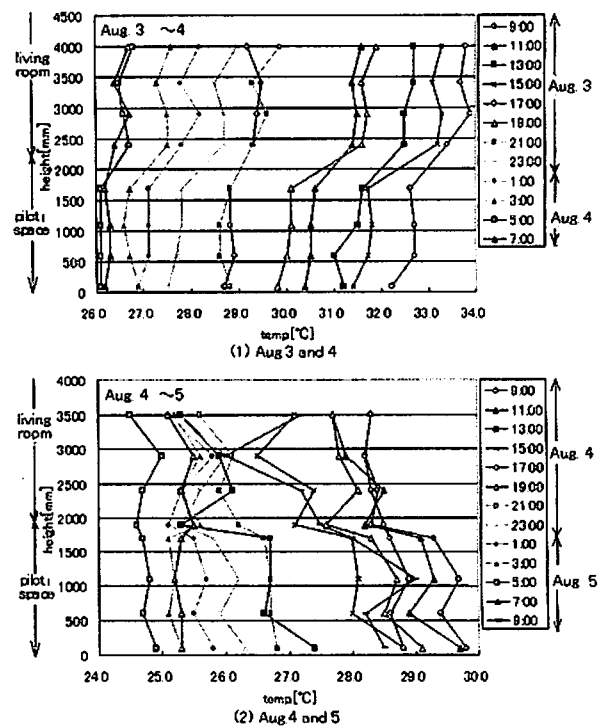 Aug. 3 ~4
4500
4000
3500
3000
2500
2000
1500
1000
500
0
living
room
height[mm]
piloti
space
26.0 27.0 28.0 29.0 30.0 31.0 32.0 33.0 34.0
temp[°C]
(1) Aug 3 and 4
9:00
11:00
13:00
15:00
17:00
19:00
21:00
23:00
1:00
3:00
5:00
7:00
Aug. 3
Aug. 4
Aug. 4 ~5
4000
3500
3000
2500
2000
1500
1000
500
0
living
room
height[mm]
piloti
space
24.0 25.0 26.0 27.0 28.0 29.0 30.0
temp[°C]
(2) Aug.4 and 5
9:00
11:00
13:00
15:00
17:00
19:00
21:00
23:00
1:00
3:00
5:00
7:00
9:00
Aug. 4
Aug. 5